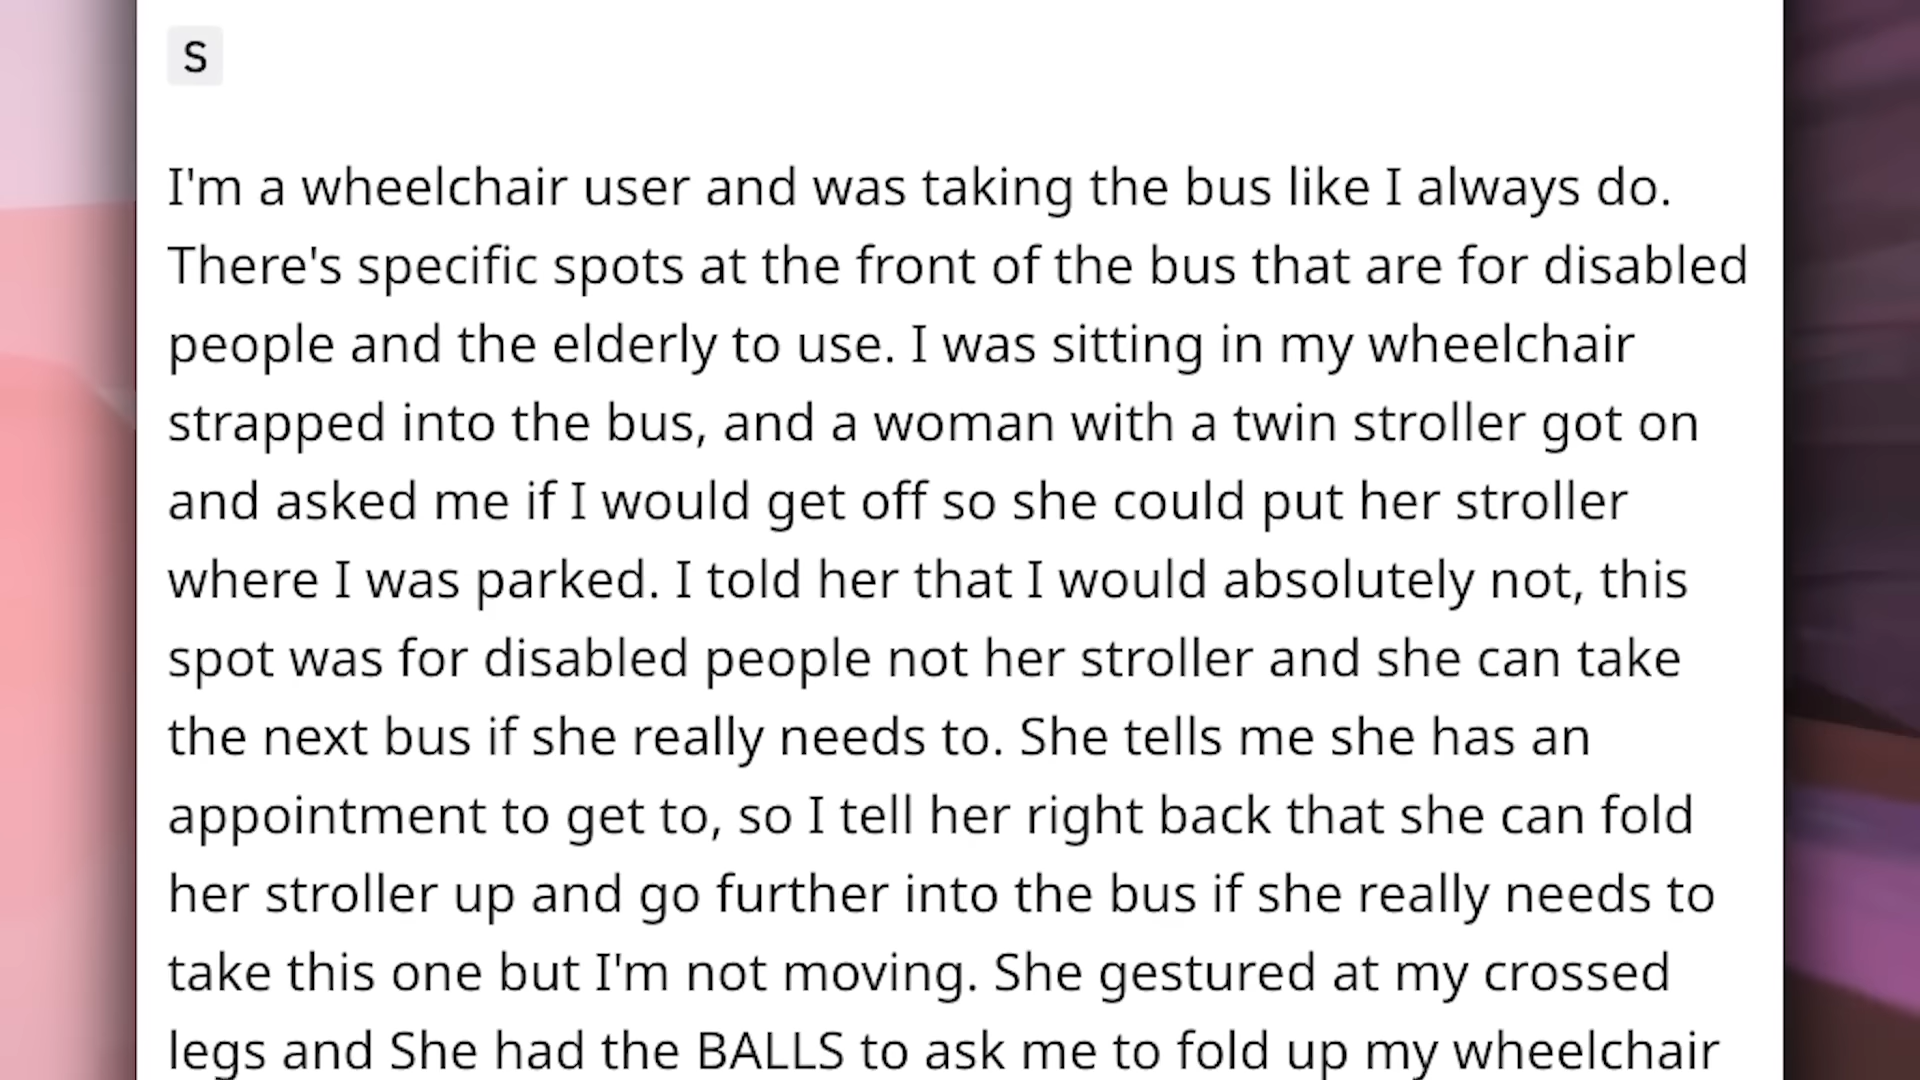 S
I'm a wheelchair user and was taking the bus like I always do.
There's specific spots at the front of the bus that are for disabled
people and the elderly to use. I was sitting in my wheelchair
strapped into the bus, and a woman with a twin stroller got on
and asked me if I would get off so she could put her stroller
where I was parked. I told her that I would absolutely not, this
spot was for disabled people not her stroller and she can take
the next bus if she really needs to. She tells me she has an
appointment to get to, so I tell her right back that she can fold
her stroller up and go further into the bus if she really needs to
take this one but I'm not moving. She gestured at my crossed
legs and She had the BALLS to ask me to fold up my wheelchair